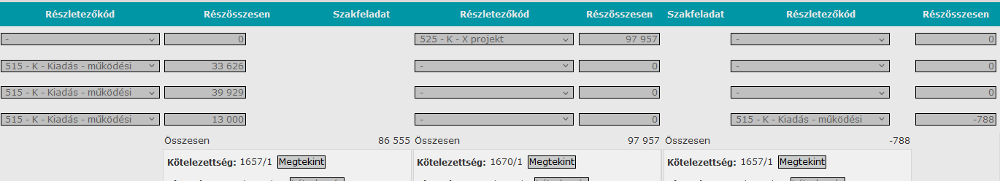 Részletezőkód Részösszesen Szakfeladat Részletezőkód Részösszesen Szakfeladat Részletezőkód Részösszesen
- 0 525 - K - X projekt 97 957 - 0
515 - K - Kiadás - működési 33 626 - 0 - 0
515 - K - Kiadás - működési 39 929 - 0 - 0
515 - K - Kiadás - működési 13 000 - 0 515 - K - Kiadás - működési -788
Összesen 86 555 Összesen 97 957 Összesen -788
Kötelezettség: 1657/1 Megtekint Kötelezettség: 1670/1 Megtekint Kötelezettség: 1657/1 Megtekint